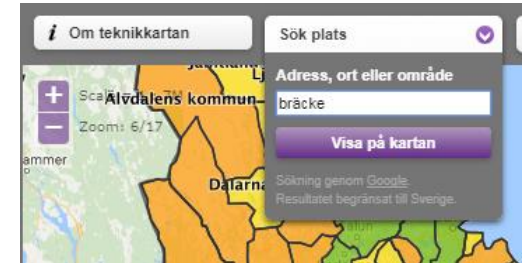 i Om teknikkartan
Sök plats
Adress, ort eller område
bräcke
Visa på kartan
Sökning genom Google.
Resultatet begränsat till Sverige.
Älvdalens kommun
Zoom: 6/17
ammer
Dalarna